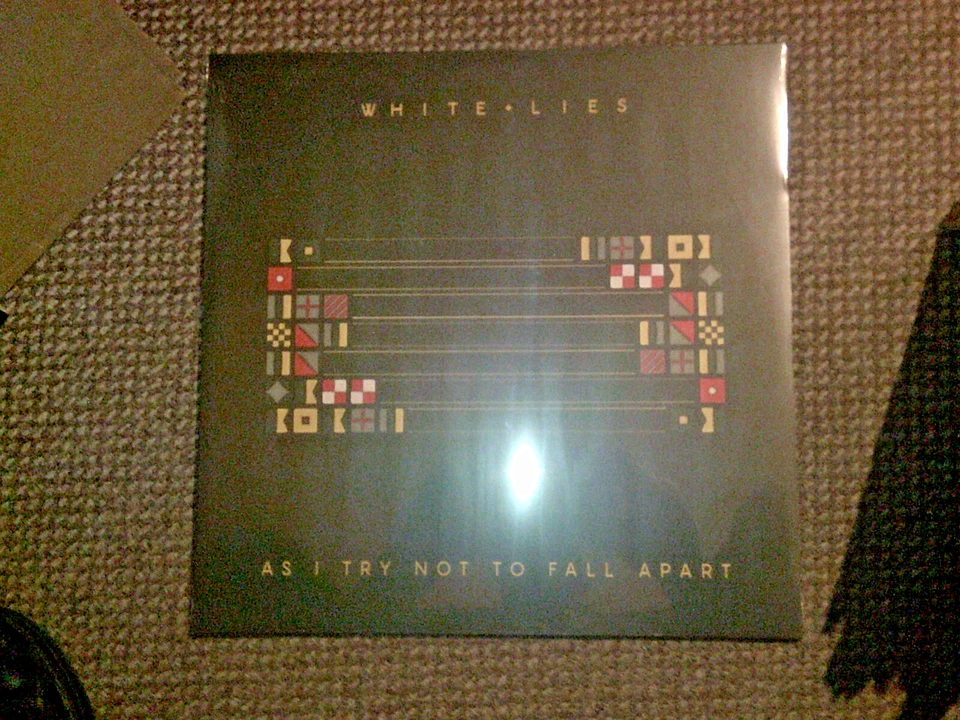 WHITE•LIES
AS I TRY NOT TO FALL APART